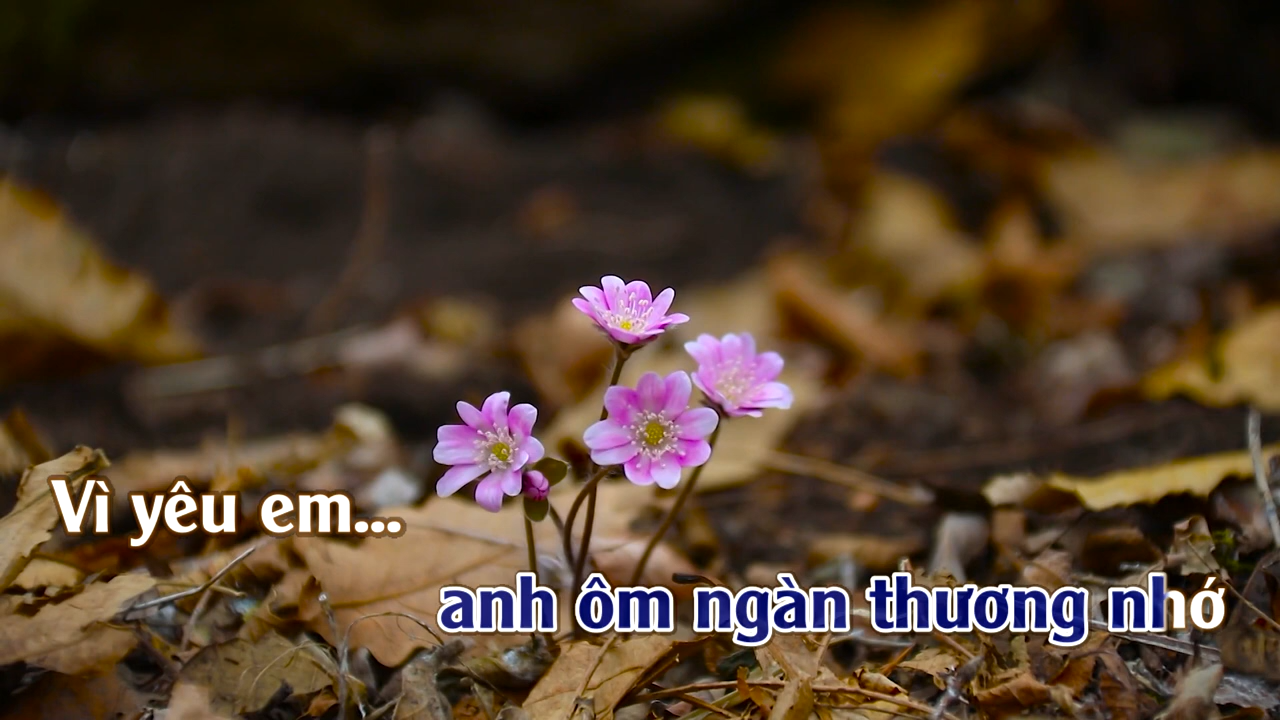 Vì yêu em...
anh ôm ngàn thương nhớ